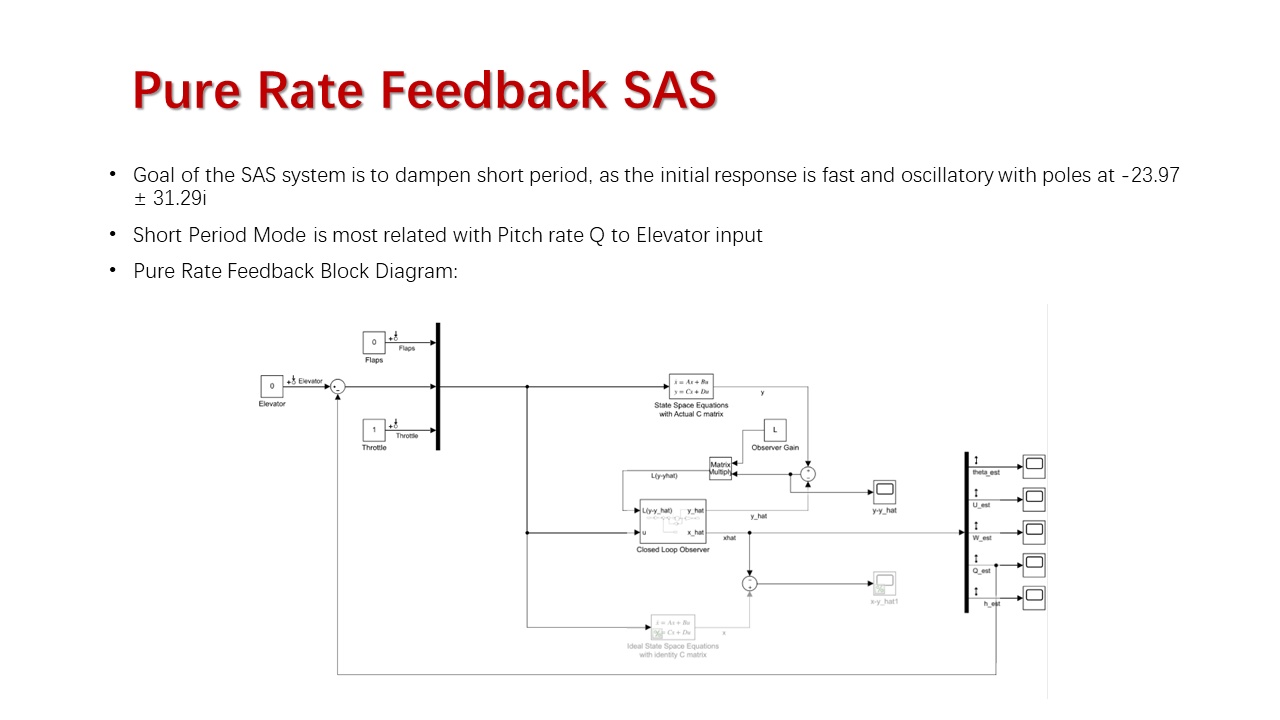 Pure Rate Feedback SAS
• Goal of the SAS system is to dampen short period, as the initial response is fast and oscillatory with poles at -23.97
± 31.29i
• Short Period Mode is most related with Pitch rate Q to Elevator input
• Pure Rate Feedback Block Diagram:
0
Flaps
Flaps
0
Elevator
Elevator
1
Throttle
Throttle
ẋ = Ax + Bu
y = Cx + Du
State Space Equations
with Actual C matrix
y
L
Observer Gain
Matrix
Multiply
L(y-yhat)
L(y-y_hat)
y_hat
u
x_hat
Closed Loop Observer
y_hat
xhat
y-y_hat
theta_est
U_est
W_est
Q_est
h_est
x-y_hat1
ẋ = Ax + Bu
y = Cx + Du
Ideal State Space Equations
with identity C matrix
x